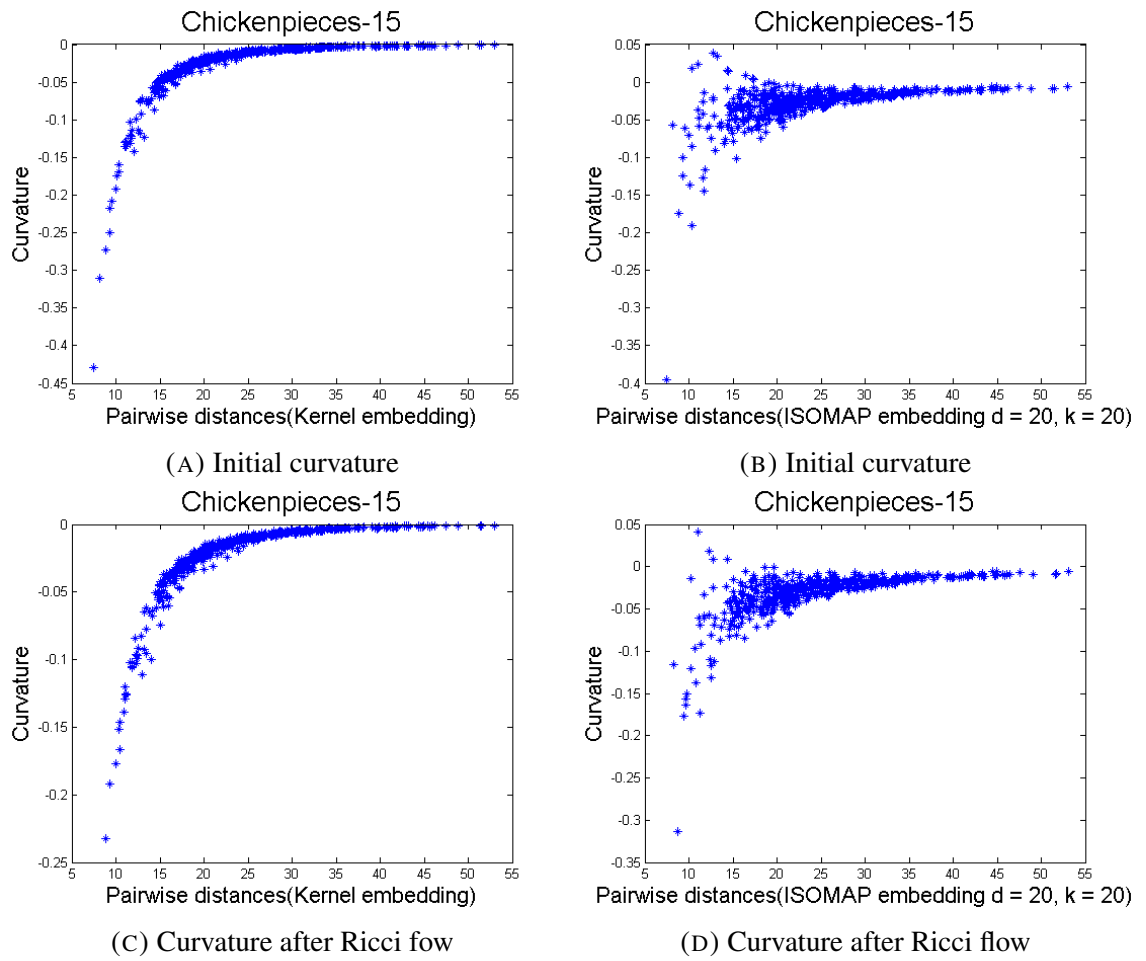 Chickenpieces-15
0
-0.05
-0.1
-0.15
-0.2
-0.25
-0.3
-0.35
-0.4
-0.45
Curvature
5 10 15 20 25 30 35 40 45 50 55
Pairwise distances(Kernel embedding)
(A) Initial curvature
Chickenpieces-15
0.05
0
-0.05
-0.1
-0.15
-0.2
-0.25
-0.3
-0.35
-0.4
Curvature
5 10 15 20 25 30 35 40 45 50 55
Pairwise distances(ISOMAP embedding d = 20, k = 20)
(B) Initial curvature
Chickenpieces-15
0
-0.05
-0.1
-0.15
-0.2
-0.25
Curvature
5 10 15 20 25 30 35 40 45 50 55
Pairwise distances(Kernel embedding)
(C) Curvature after Ricci fow
Chickenpieces-15
0.05
0
-0.05
-0.1
-0.15
-0.2
-0.25
-0.3
-0.35
Curvature
5 10 15 20 25 30 35 40 45 50 55
Pairwise distances(ISOMAP embedding d = 20, k = 20)
(D) Curvature after Ricci flow